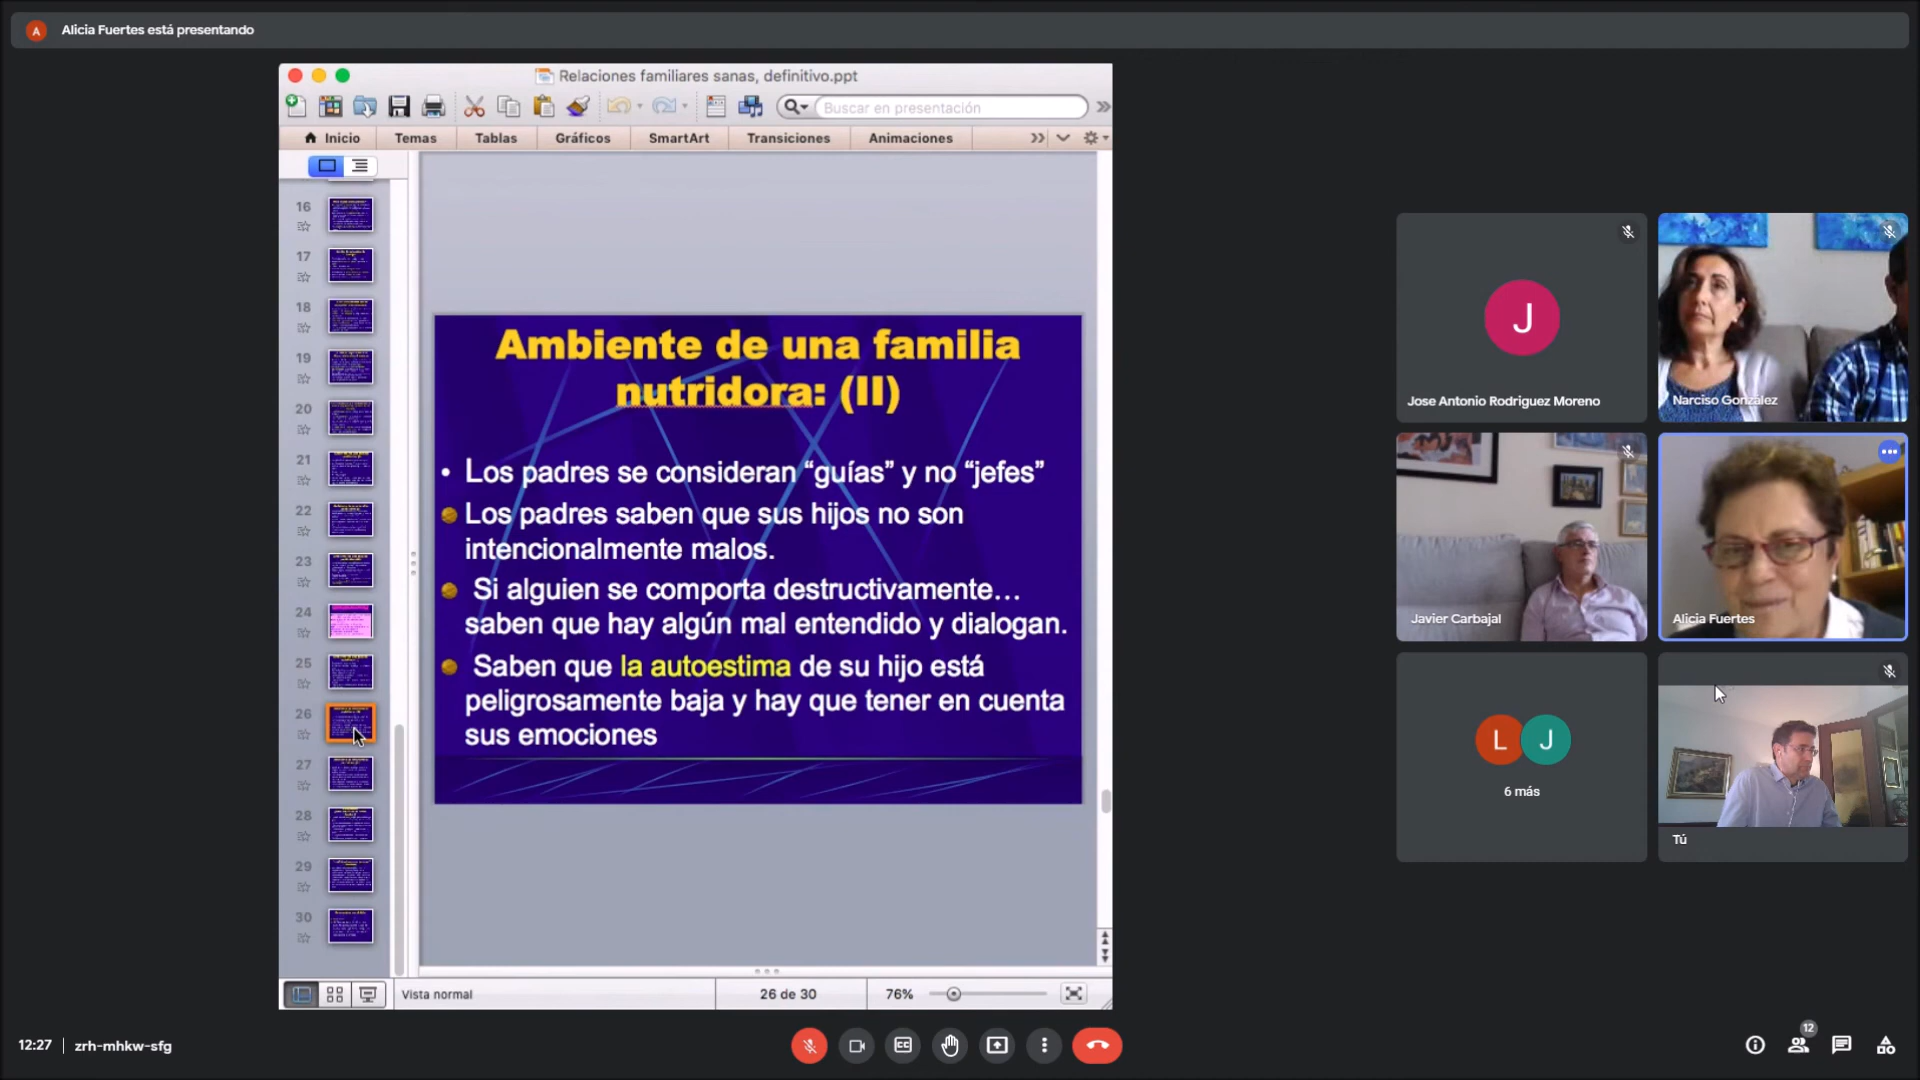 A Alicia Fuertes está presentando
Relaciones familiares sanas, definitivo.ppt
Buscar en presentación
Inicio Temas Tablas Gráficos SmartArt Transiciones Animaciones
16
17
18
19
20
21
22
23
24
25
26
27
28
29
30
Ambiente de una familia
nutridora: (II)
• Los padres se consideran “guías” y no “jefes”
Los padres saben que sus hijos no son
intencionalmente malos.
Si alguien se comporta destructivamente…
saben que hay algún mal entendido y dialogan.
Saben que la autoestima de su hijo está
peligrosamente baja y hay que tener en cuenta
sus emociones
Vista normal 26 de 30 76%
J
Jose Antonio Rodriguez Moreno
Narciso González
Javier Carbajal
Alicia Fuertes
L J
6 más
Tú
12:27 | zrh-mhkw-sfg
CC
12